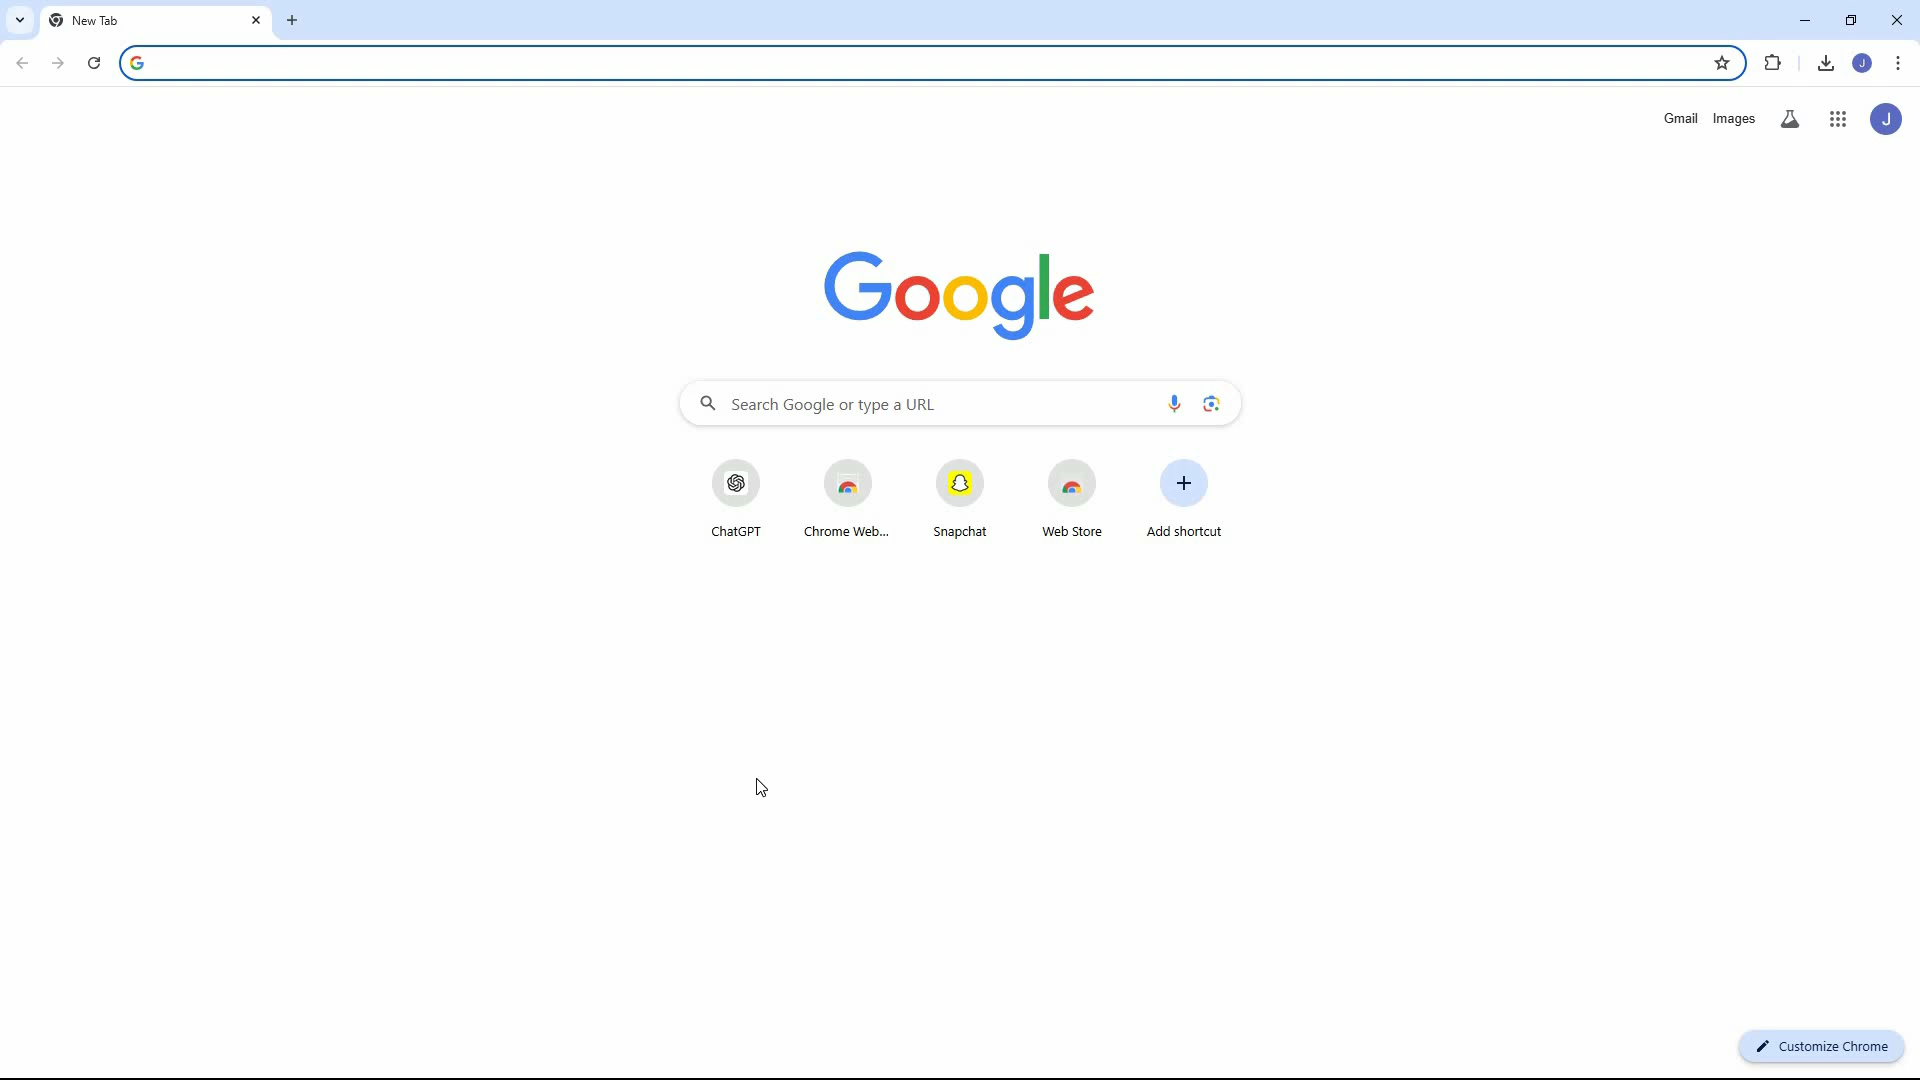 New Tab
J
Gmail Images
J
Google
Search Google or type a URL
ChatGPT Chrome Web... Snapchat Web Store Add shortcut
Customize Chrome